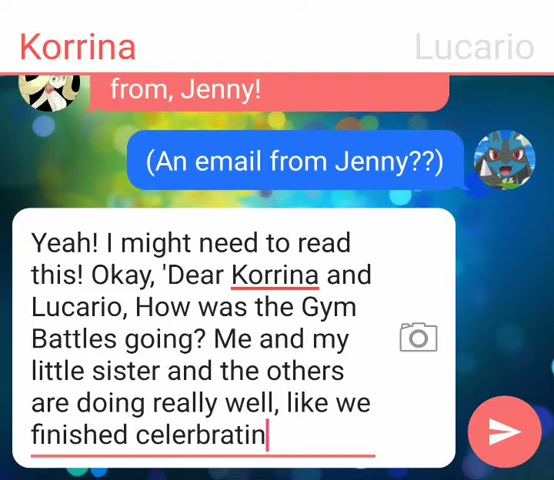 Korrina Lucario
from, Jenny!
(An email from Jenny??)
Yeah! I might need to read
this! Okay, 'Dear Korrina and
Lucario, How was the Gym
Battles going? Me and my
little sister and the others
are doing really well, like we
finished celerbratin